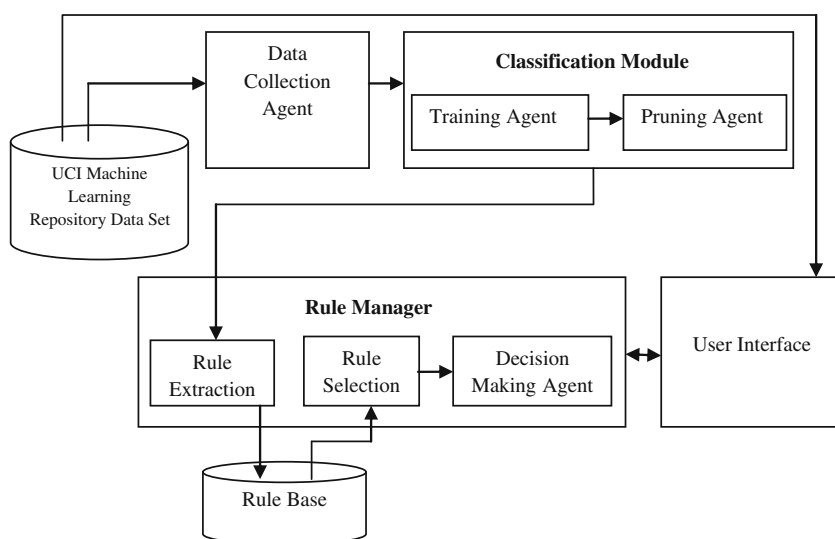 Data
Collection
Agent
Classification Module
Training Agent
Pruning Agent
UCI Machine
Learning
Repository Data Set
Rule Manager
Rule
Extraction
Rule
Selection
Decision
Making Agent
User Interface
Rule Base